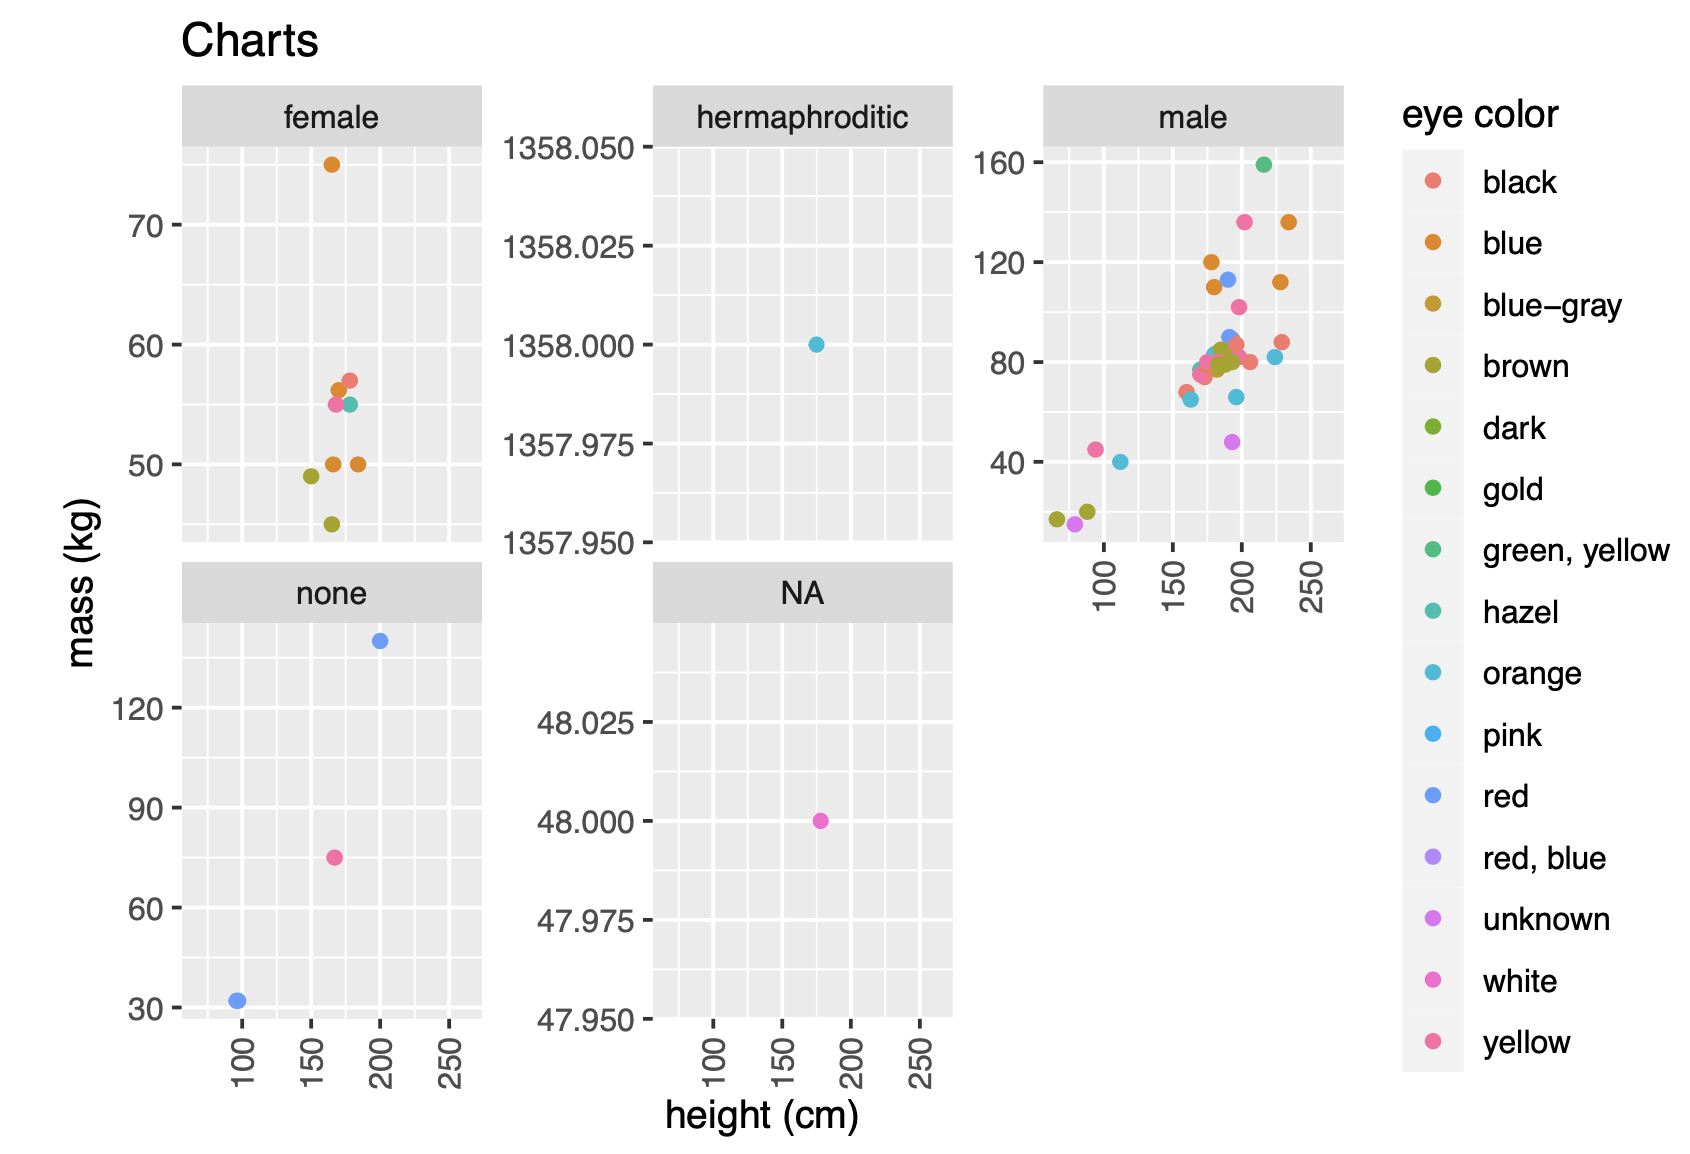 Charts
female
hermaphroditic
male
eye color
70
60
50
1358.050
1358.025
1358.000
1357.975
1357.950
160
120
80
40
100
150
200
250
none
NA
120
90
60
30
48.025
48.000
47.975
47.950
100
150
200
250
100
150
200
250
mass (kg)
height (cm)
black
blue
blue−gray
brown
dark
gold
green, yellow
hazel
orange
pink
red
red, blue
unknown
white
yellow